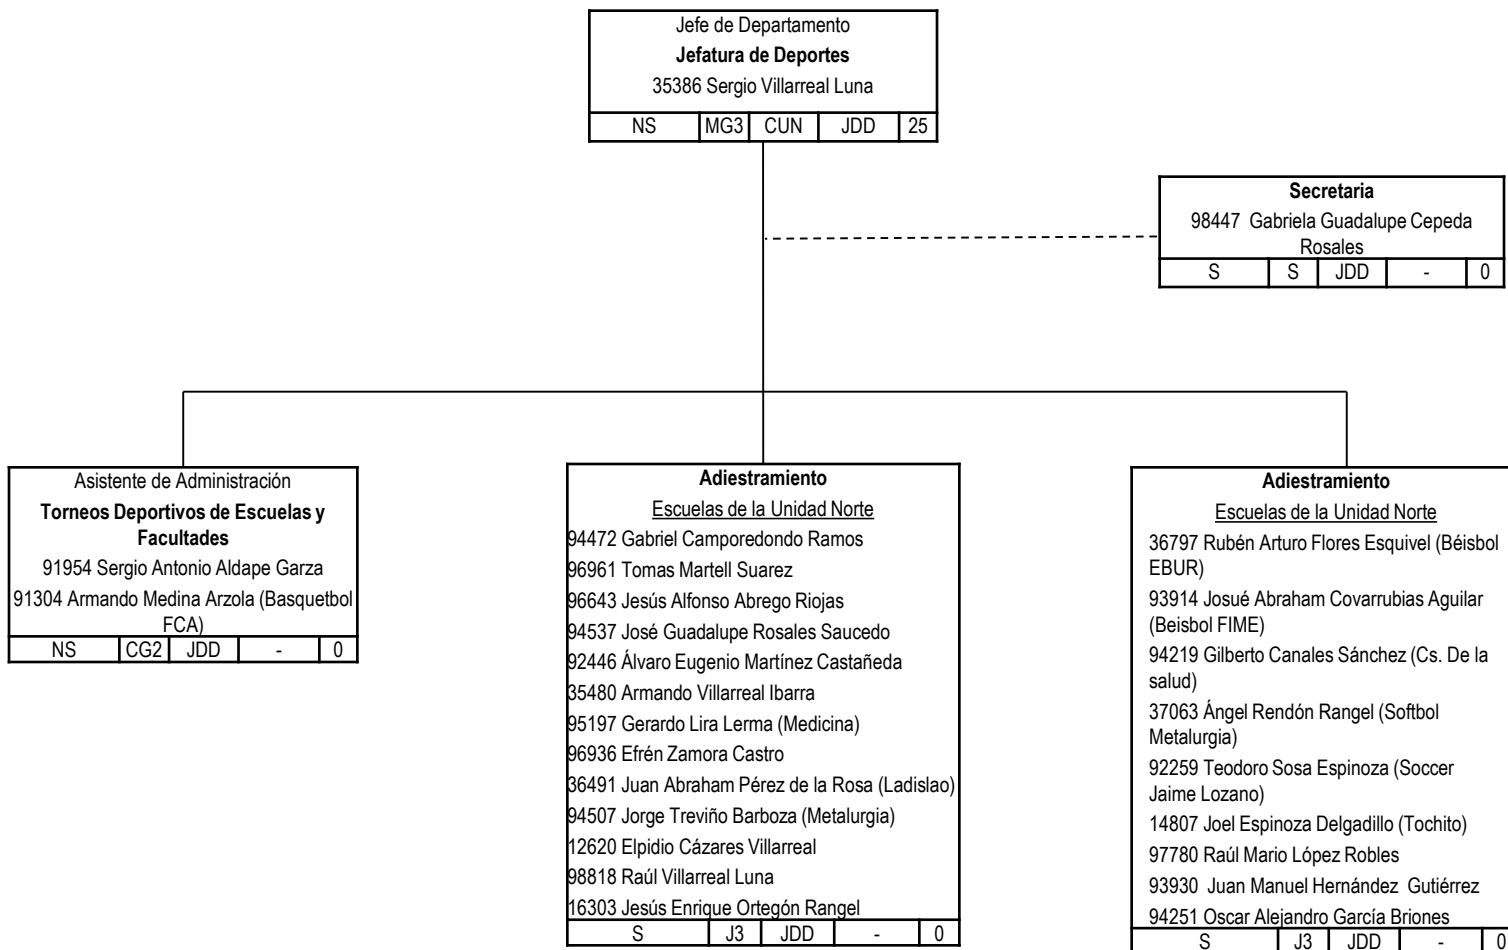 Jefe de Departamento
Jefatura de Deportes
35386 Sergio Villarreal Luna
NS MG3 CUN JDD 25
Secretaria
98447 Gabriela Guadalupe Cepeda
Rosales
S S JDD - 0
Asistente de Administración
Torneos Deportivos de Escuelas y
Facultades
91954 Sergio Antonio Aldape Garza
91304 Armando Medina Arzola (Basquetbol
FCA)
NS CG2 JDD - 0
Adiestramiento
Escuelas de la Unidad Norte
94472 Gabriel Camporedondo Ramos
96961 Tomas Martell Suarez
96643 Jesús Alfonso Abrego Riojas
94537 José Guadalupe Rosales Saucedo
92446 Álvaro Eugenio Martínez Castañeda
35480 Armando Villarreal Ibarra
95197 Gerardo Lira Lerma (Medicina)
96936 Efrén Zamora Castro
36491 Juan Abraham Pérez de la Rosa (Ladislao)
94507 Jorge Treviño Barboza (Metalurgia)
12620 Elpidio Cázares Villarreal
98818 Raúl Villarreal Luna
16303 Jesús Enrique Ortegón Rangel
S J3 JDD - 0
Adiestramiento
Escuelas de la Unidad Norte
36797 Rubén Arturo Flores Esquivel (Béisbol
EBUR)
93914 Josué Abraham Covarrubias Aguilar
(Beisbol FIME)
94219 Gilberto Canales Sánchez (Cs. De la
salud)
37063 Ángel Rendón Rangel (Softbol
Metalurgia)
92259 Teodoro Sosa Espinoza (Soccer
Jaime Lozano)
14807 Joel Espinoza Delgadillo (Tochito)
97780 Raúl Mario López Robles
93930 Juan Manuel Hernández Gutiérrez
94251 Oscar Alejandro García Briones
S J3 JDD - 0